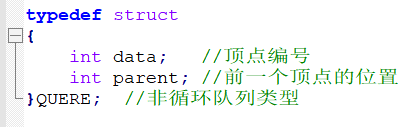 typedef struct
{
int data; //顶点编号
int parent; //前一个顶点的位置
}QUERE; //非循环队列类型